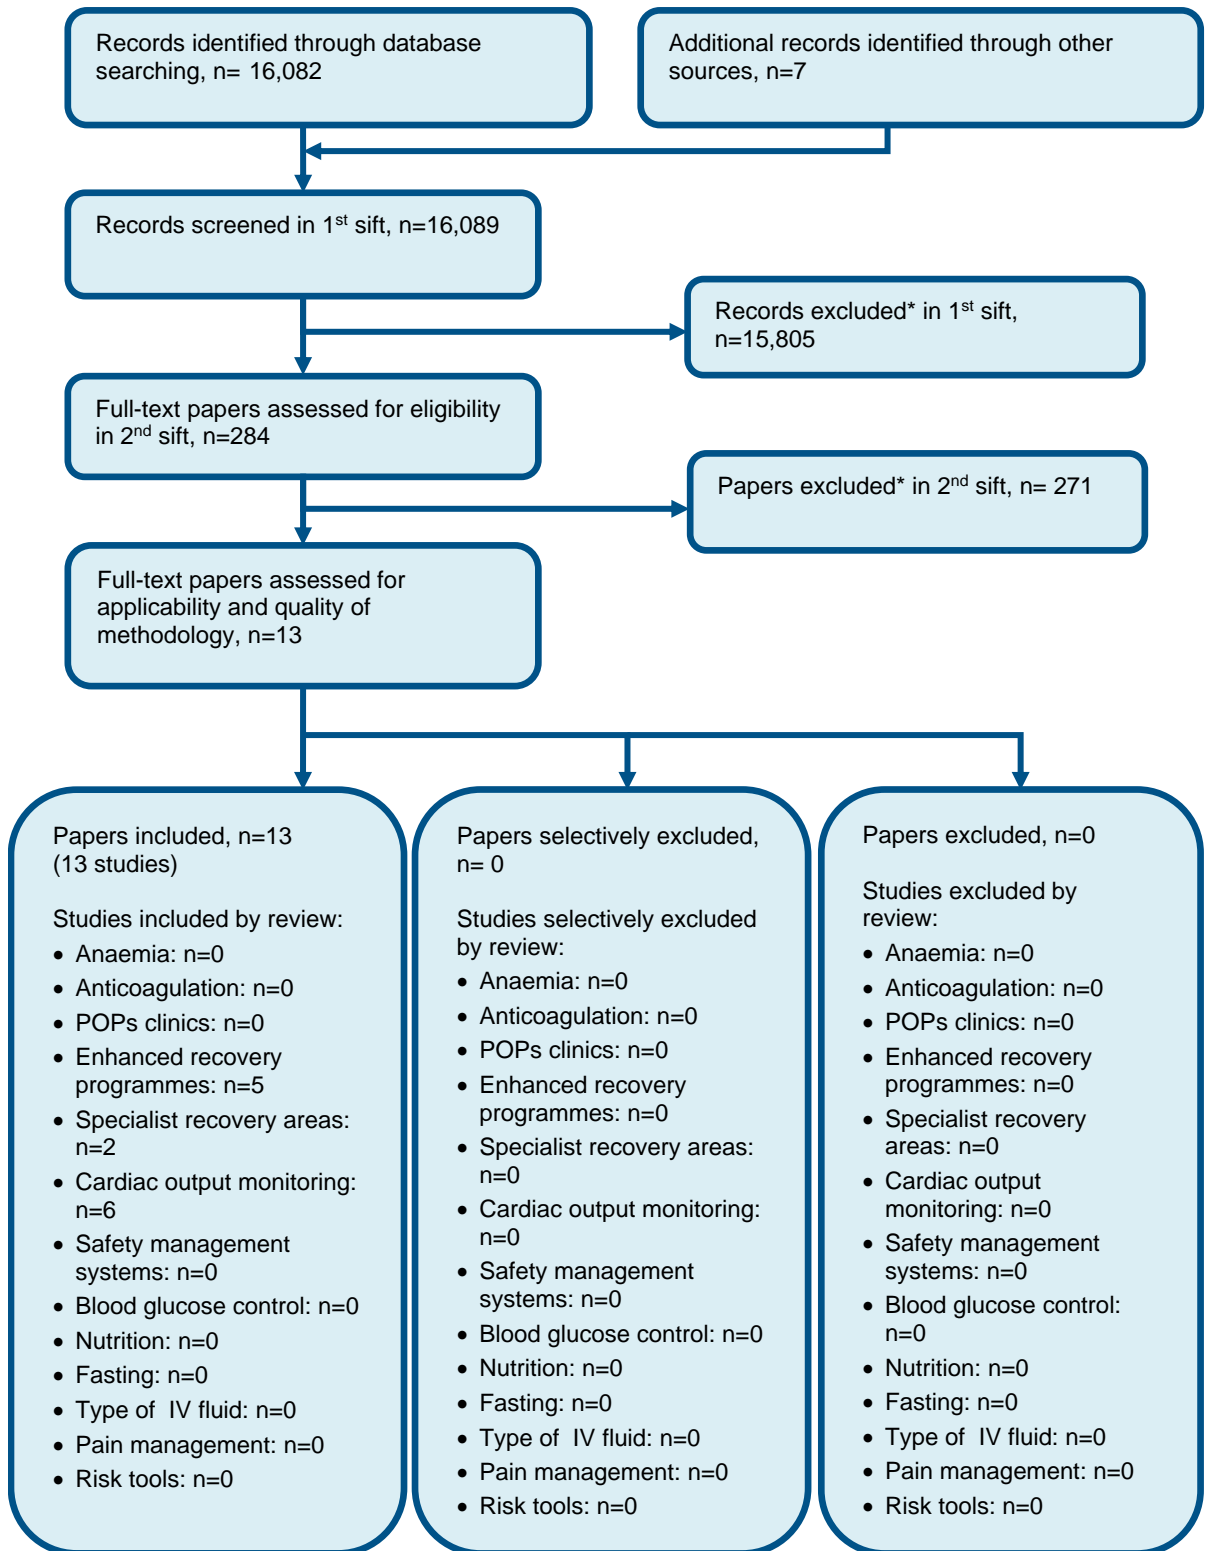 Records identified through database
searching, n= 16,082
Additional records identified through other
sources, n=7
Records screened in 1st sift, n=16,089
Records excluded* in 1st sift,
n=15,805
Full-text papers assessed for eligibility
in 2nd sift, n=284
Papers excluded* in 2nd sift, n= 271
Full-text papers assessed for
applicability and quality of
methodology, n=13
Papers included, n=13
(13 studies)
Studies included by review:
• Anaemia: n=0
• Anticoagulation: n=0
• POPs clinics: n=0
• Enhanced recovery
programmes: n=5
• Specialist recovery areas:
n=2
• Cardiac output monitoring:
n=6
• Safety management
systems: n=0
• Blood glucose control: n=0
• Nutrition: n=0
• Fasting: n=0
• Type of  IV fluid: n=0
• Pain management: n=0
• Risk tools: n=0
Papers selectively excluded,
n= 0
Studies selectively excluded
by review:
• Anaemia: n=0
• Anticoagulation: n=0
• POPs clinics: n=0
• Enhanced recovery
programmes: n=0
• Specialist recovery areas:
n=0
• Cardiac output monitoring:
n=0
• Safety management
systems: n=0
• Blood glucose control: n=0
• Nutrition: n=0
• Fasting: n=0
• Type of  IV fluid: n=0
• Pain management: n=0
• Risk tools: n=0
Papers excluded, n=0
Studies excluded by
review:
• Anaemia: n=0
• Anticoagulation: n=0
• POPs clinics: n=0
• Enhanced recovery
programmes: n=0
• Specialist recovery
areas: n=0
• Cardiac output
monitoring: n=0
• Safety management
systems: n=0
• Blood glucose control:
n=0
• Nutrition: n=0
• Fasting: n=0
• Type of  IV fluid: n=0
• Pain management: n=0
• Risk tools: n=0